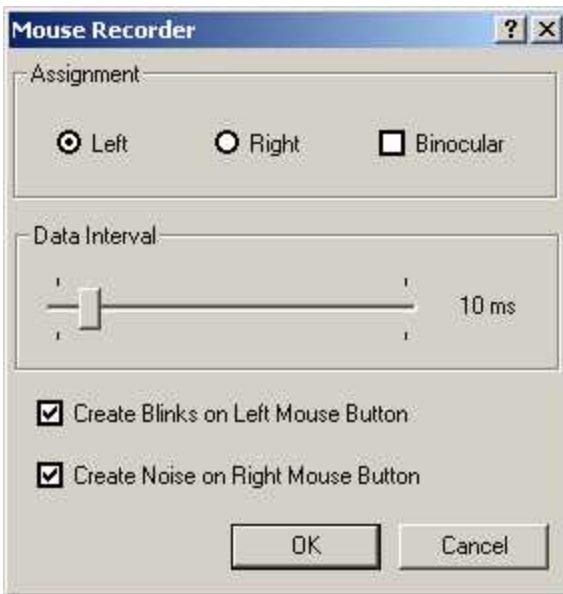 Mouse Recorder
Assignment
Left Right Binocular
Data Interval
10 ms
Create Blinks on Left Mouse Button
Create Noise on Right Mouse Button
OK Cancel